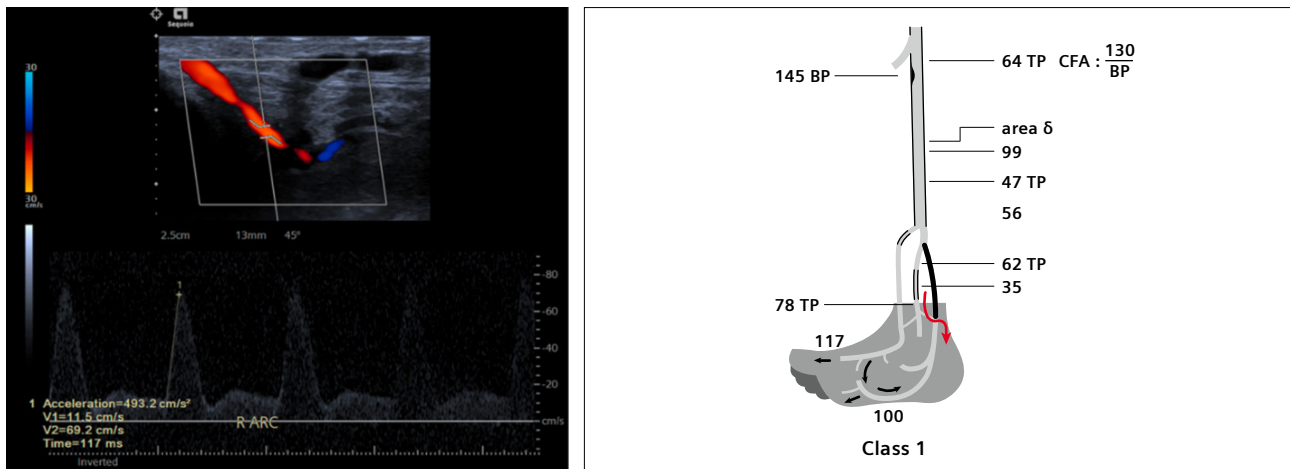 Sequoia
30
30
cm/s
2.5cm 13mm 45°
80
60
-40
-20
cm/s
1
1 Acceleration=493.2 cm/s²
V1=11.5 cm/s
V2=69.2 cm/s
Time=117 ms
R ARC
Inverted
145 BP
64 TP CFA : 130
BP
area δ
99
47 TP
56
62 TP
35
78 TP
117
100
Class 1